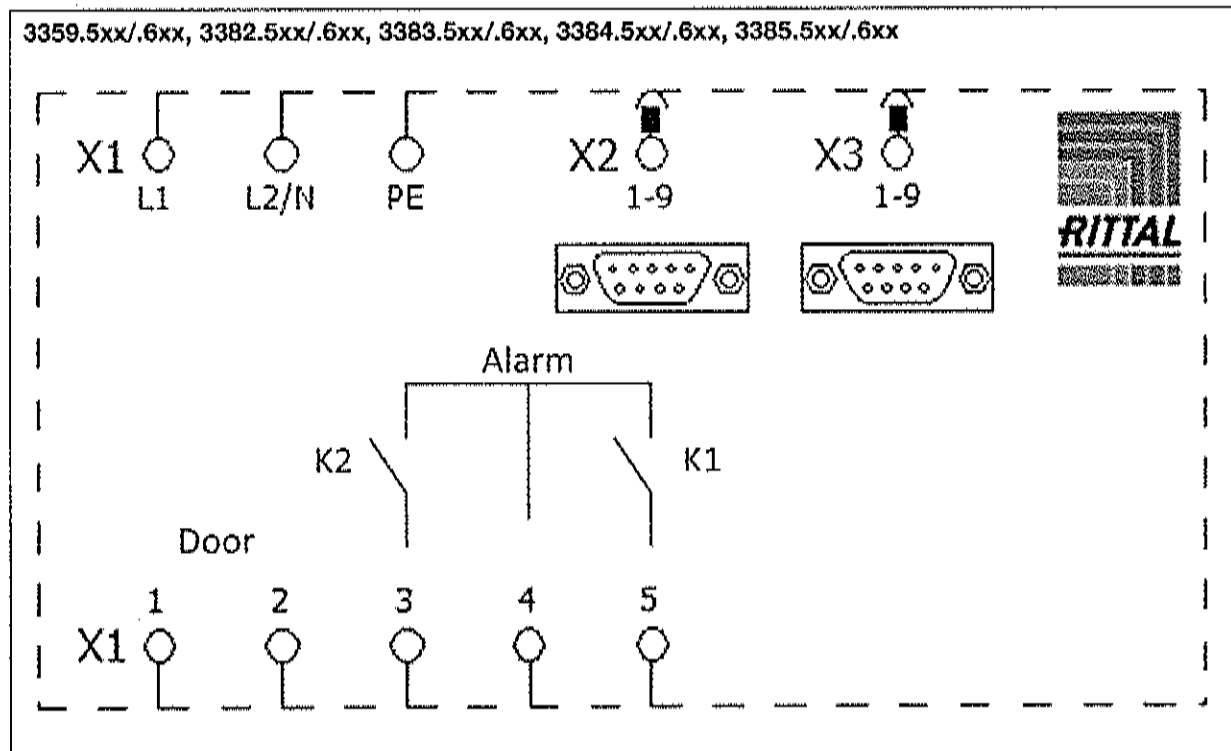 3359.5xx/.6xx, 3382.5xx/.6xx, 3383.5xx/.6xx, 3384.5xx/.6xx, 3385.5xx/.6xx
X1 X2 X3
L1 L2/N PE 1-9 1-9
RITTAL
Alarm
K2 K1
Door
1 2 3 4 5
X1